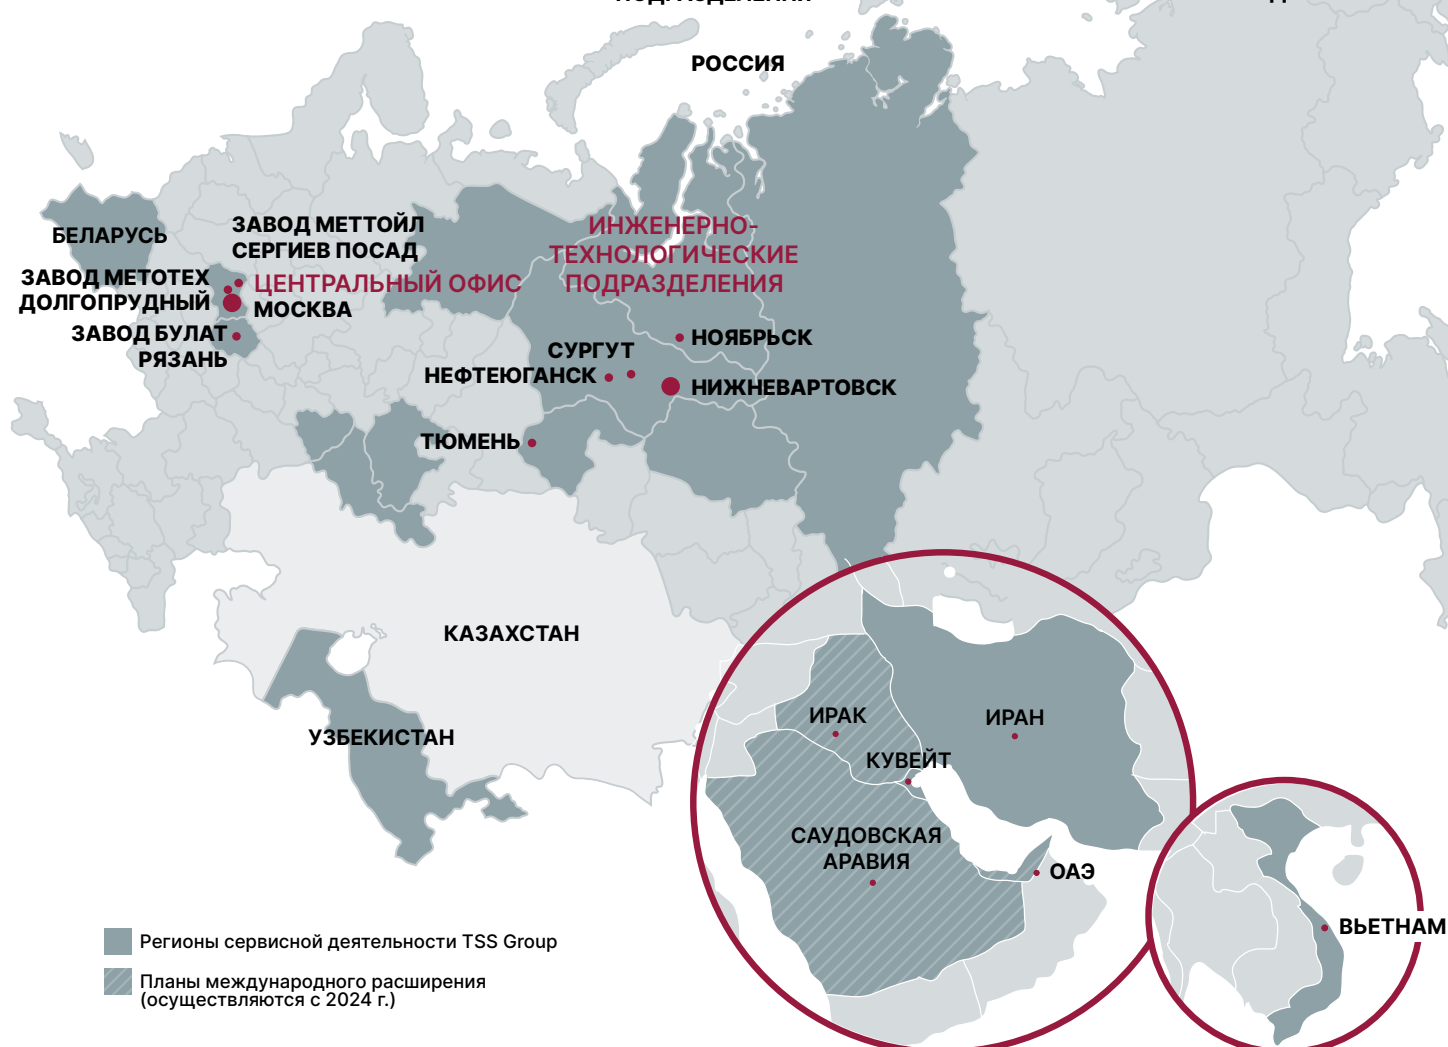 РОССИЯ
БЕЛАРУСЬ
ЗАВОД МЕТТОЙЛ
СЕРГИЕВ ПОСАД
ИНЖЕНЕРНО-
ТЕХНОЛОГИЧЕСКИЕ
ПОДРАЗДЕЛЕНИЯ
ЗАВОД МЕТОТЕХ
ДОЛГОПРУДНЫЙ
ЦЕНТРАЛЬНЫЙ ОФИС
МОСКВА
ЗАВОД БУЛАТ
РЯЗАНЬ
НОЯБРЬСК
СУРГУТ
НЕФТЕЮГАНСК
НИЖНЕВАРТОВСК
ТЮМЕНЬ
КАЗАХСТАН
УЗБЕКИСТАН
ИРАК
ИРАН
КУВЕЙТ
САУДОВСКАЯ
АРАВИЯ
ОАЭ
ВЬЕТНАМ
Регионы сервисной деятельности TSS Group
Планы международного расширения
(осуществляются с 2024 г.)